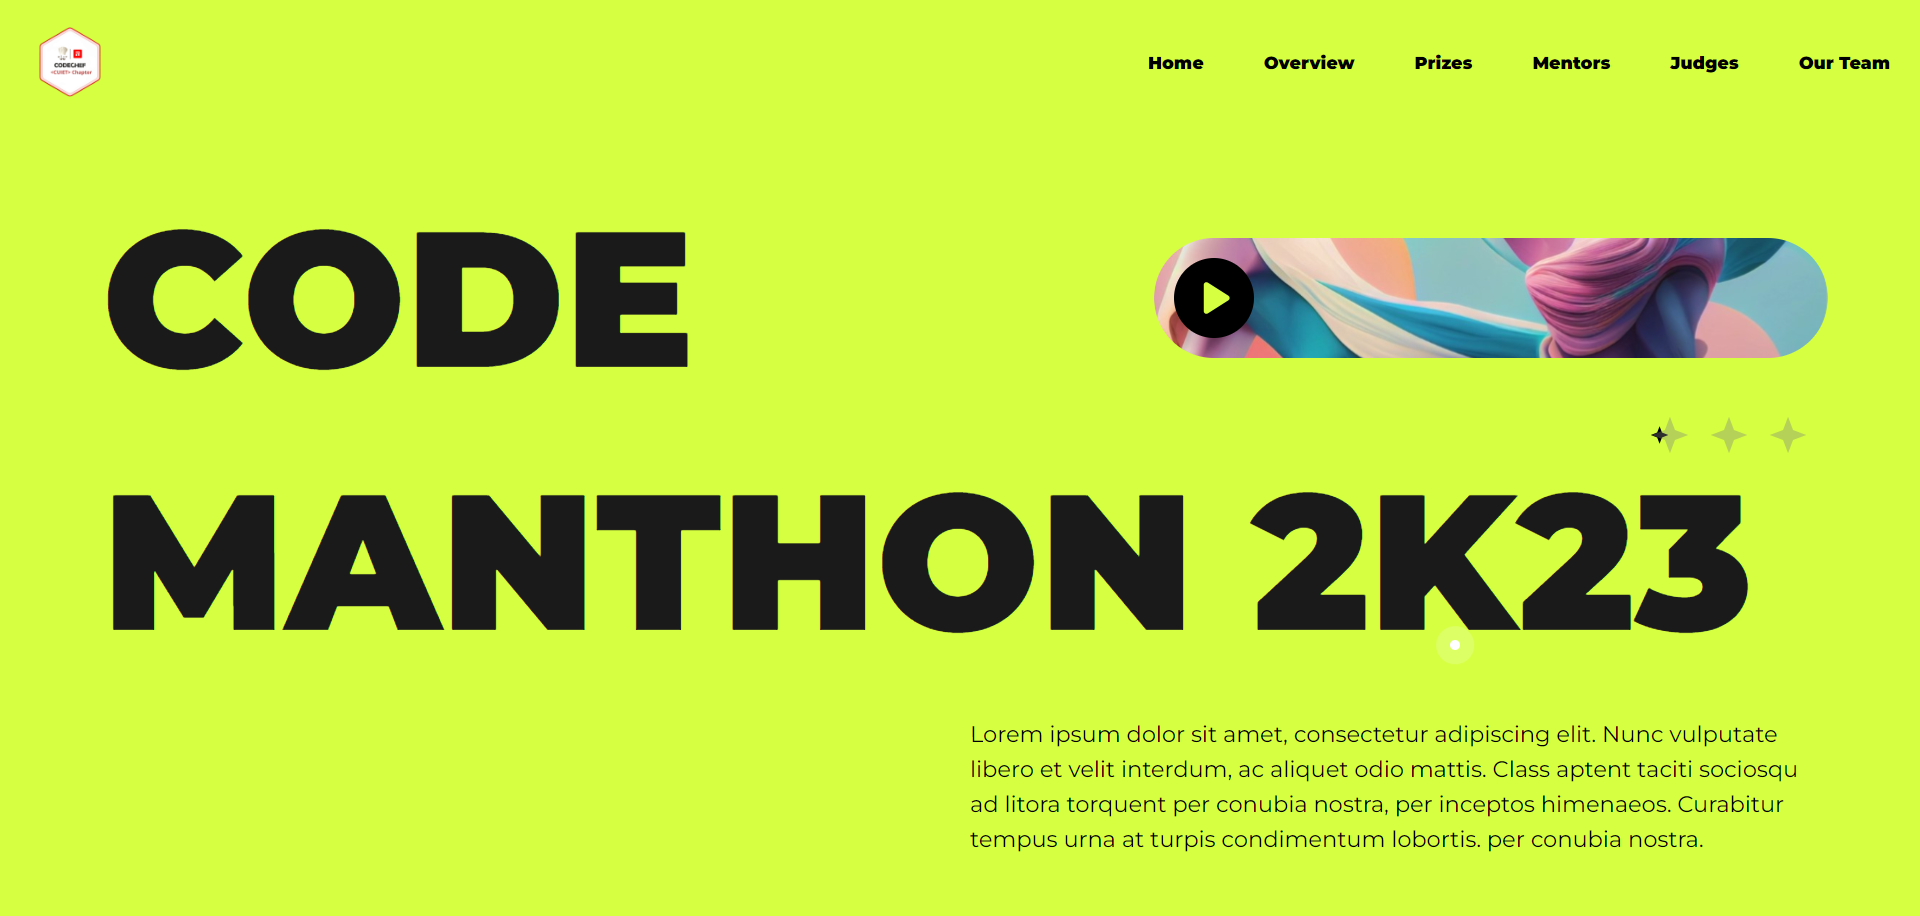 CODECHEF
<CUIET> Chapter
Home
Overview
Prizes
Mentors
Judges
Our Team
CODE
MANTHON 2K23
Lorem ipsum dolor sit amet, consectetur adipiscing elit. Nunc vulputate
libero et velit interdum, ac aliquet odio mattis. Class aptent taciti sociosqu
ad litora torquent per conubia nostra, per inceptos himenaeos. Curabitur
tempus urna at turpis condimentum lobortis. per conubia nostra.